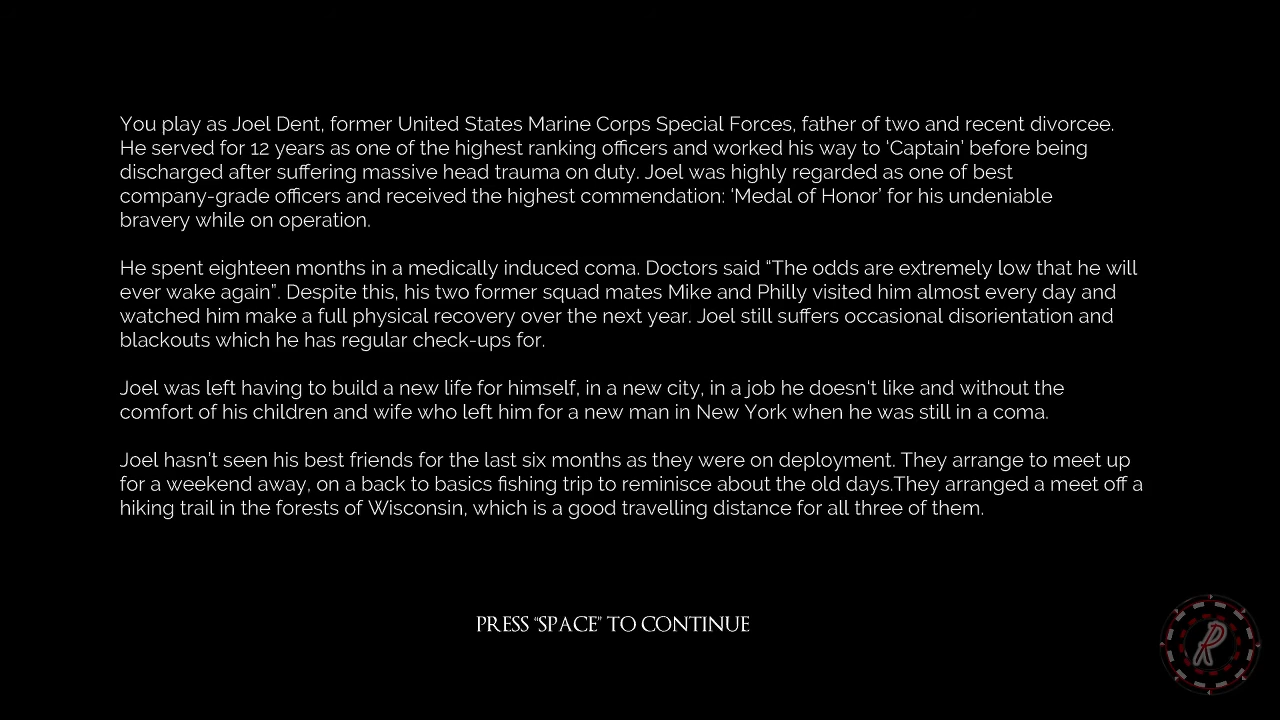 You play as Joel Dent, former United States Marine Corps Special Forces, father of two and recent divorcee.
He served for 12 years as one of the highest ranking officers and worked his way to ‘Captain’ before being
discharged after suffering massive head trauma on duty. Joel was highly regarded as one of best
company-grade officers and received the highest commendation: ‘Medal of Honor’ for his undeniable
bravery while on operation.
He spent eighteen months in a medically induced coma. Doctors said “The odds are extremely low that he will
ever wake again”. Despite this, his two former squad mates Mike and Philly visited him almost every day and
watched him make a full physical recovery over the next year. Joel still suffers occasional disorientation and
blackouts which he has regular check-ups for.
Joel was left having to build a new life for himself, in a new city, in a job he doesn't like and without the
comfort of his children and wife who left him for a new man in New York when he was still in a coma.
Joel hasn't seen his best friends for the last six months as they were on deployment. They arrange to meet up
for a weekend away, on a back to basics fishing trip to reminisce about the old days.They arranged a meet off a
hiking trail in the forests of Wisconsin, which is a good travelling distance for all three of them.
PRESS “SPACE” TO CONTINUE
R